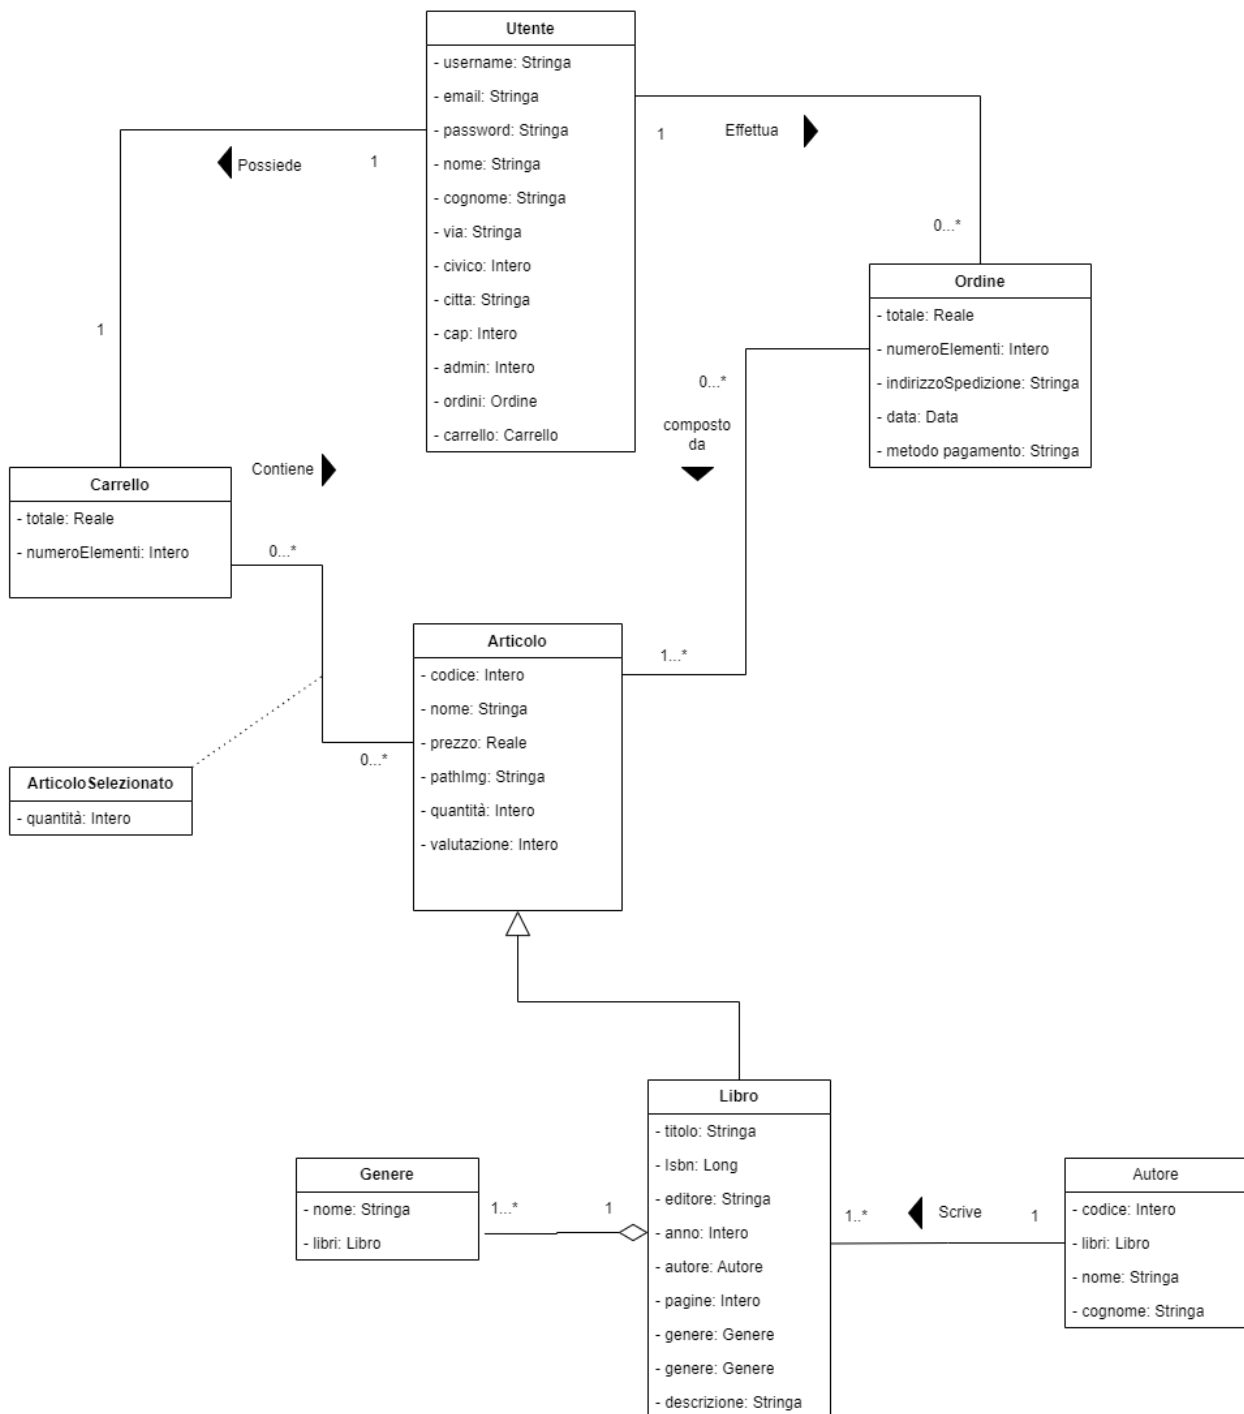 Utente
- username: Stringa
- email: Stringa
- password: Stringa
- nome: Stringa
- cognome: Stringa
- via: Stringa
- civico: Intero
- citta: Stringa
- cap: Intero
- admin: Intero
- ordini: Ordine
- carrello: Carrello
1
Effettua
0...*
Possiede
1
1
Ordine
- totale: Reale
- numeroElementi: Intero
- indirizzoSpedizione: Stringa
- data: Data
- metodo pagamento: Stringa
0...*
composto
da
1...*
Carrello
- totale: Reale
- numeroElementi: Intero
Contiene
0...*
0...*
ArticoloSelezionato
- quantità: Intero
Articolo
- codice: Intero
- nome: Stringa
- prezzo: Reale
- pathImg: Stringa
- quantità: Intero
- valutazione: Intero
Libro
- titolo: Stringa
- Isbn: Long
- editore: Stringa
- anno: Intero
- autore: Autore
- pagine: Intero
- genere: Genere
- genere: Genere
- descrizione: Stringa
Genere
- nome: Stringa
- libri: Libro
1...*
1
1..*
Scrive
1
Autore
- codice: Intero
- libri: Libro
- nome: Stringa
- cognome: Stringa